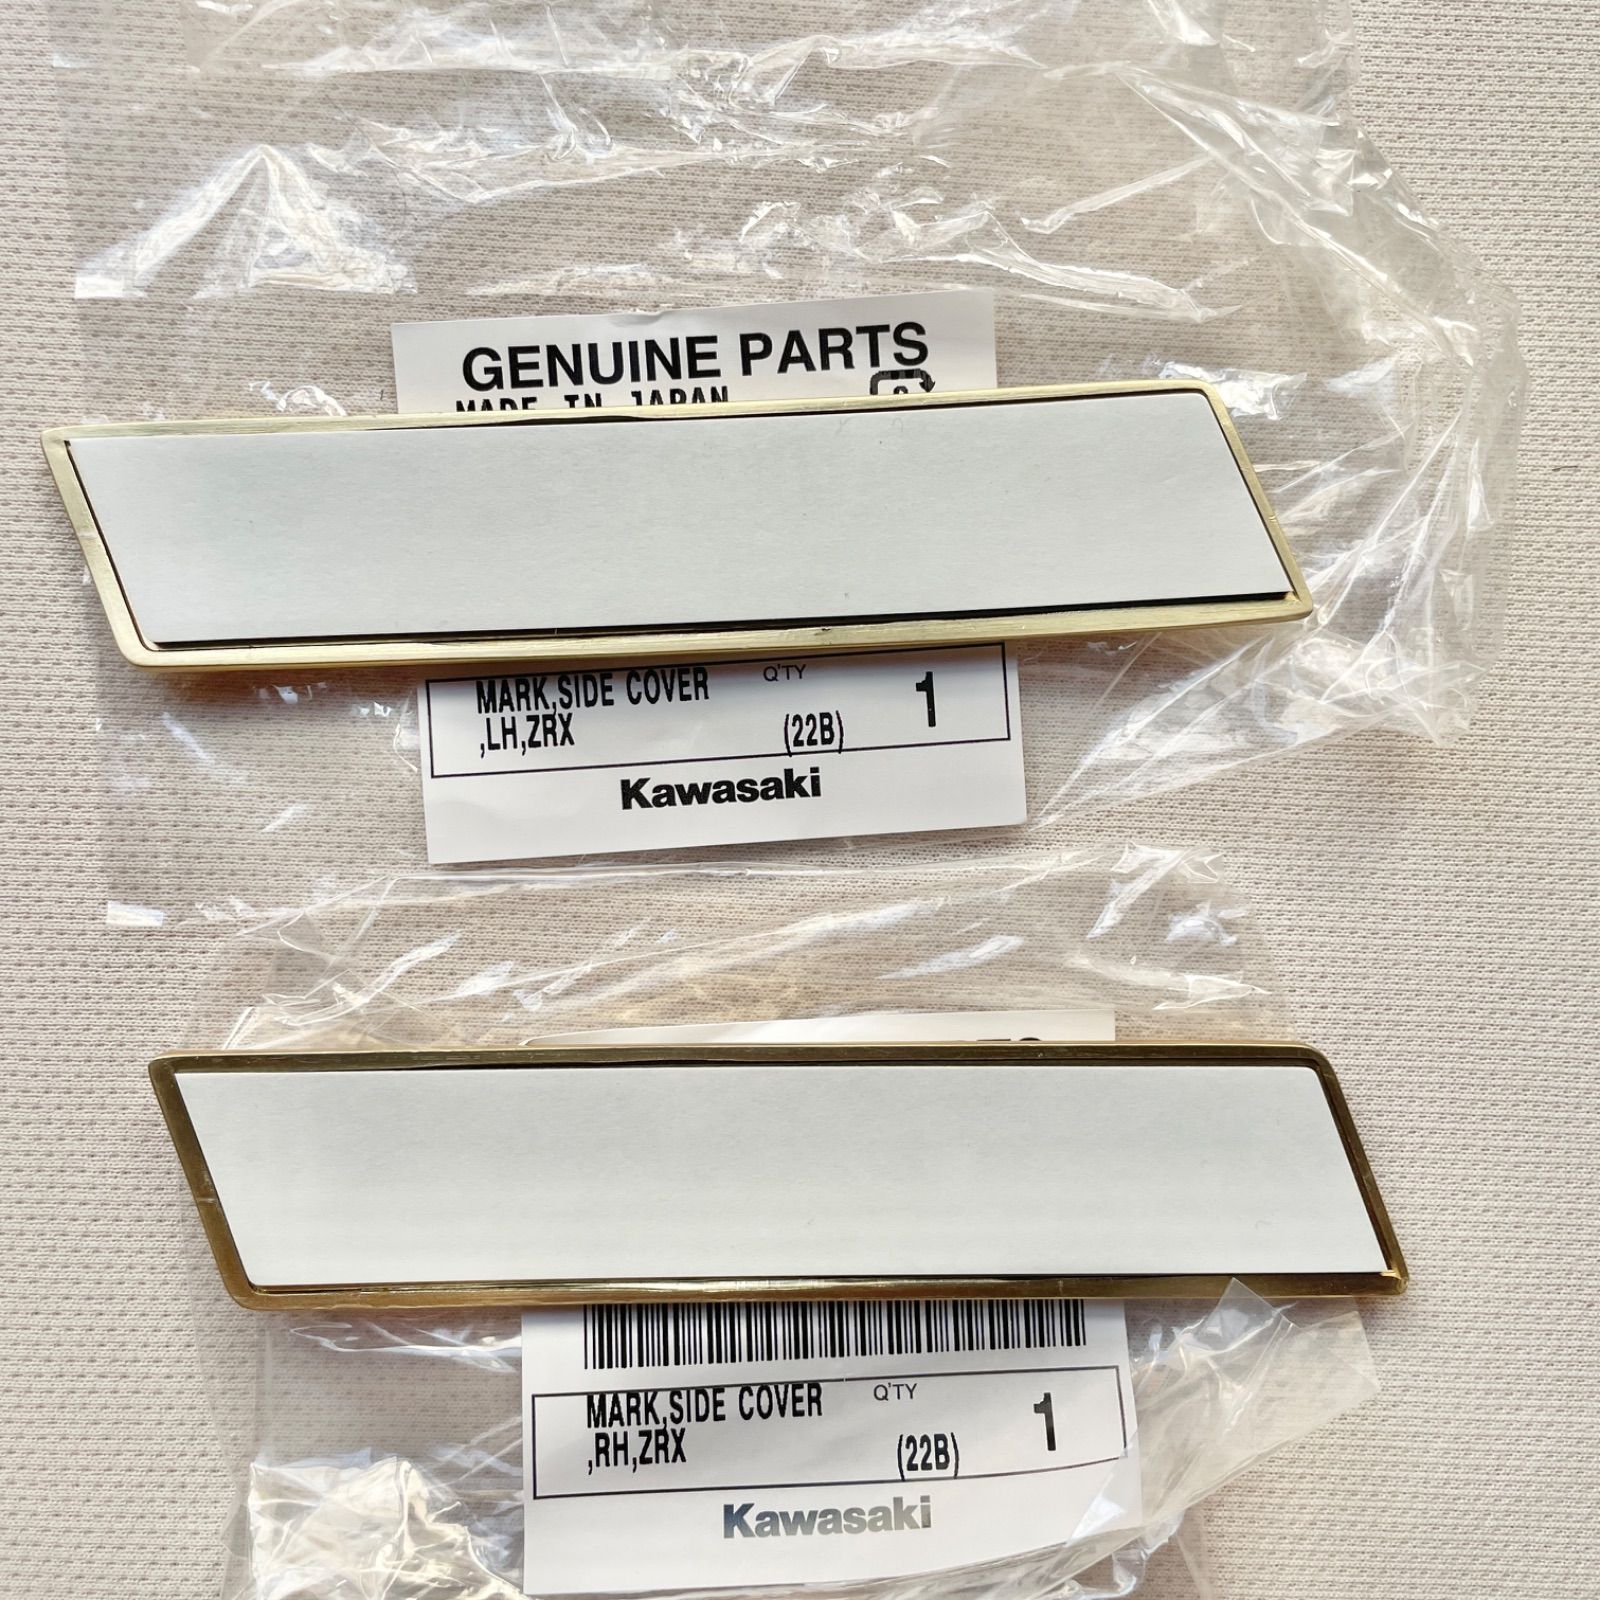 GENUINE PARTS
MADE IN JAPAN
MARK,SIDE COVER Q'TY 1
,LH,ZRX (22B)
Kawasaki
MARK,SIDE COVER Q'TY 1
,RH,ZRX (22B)
Kawasaki